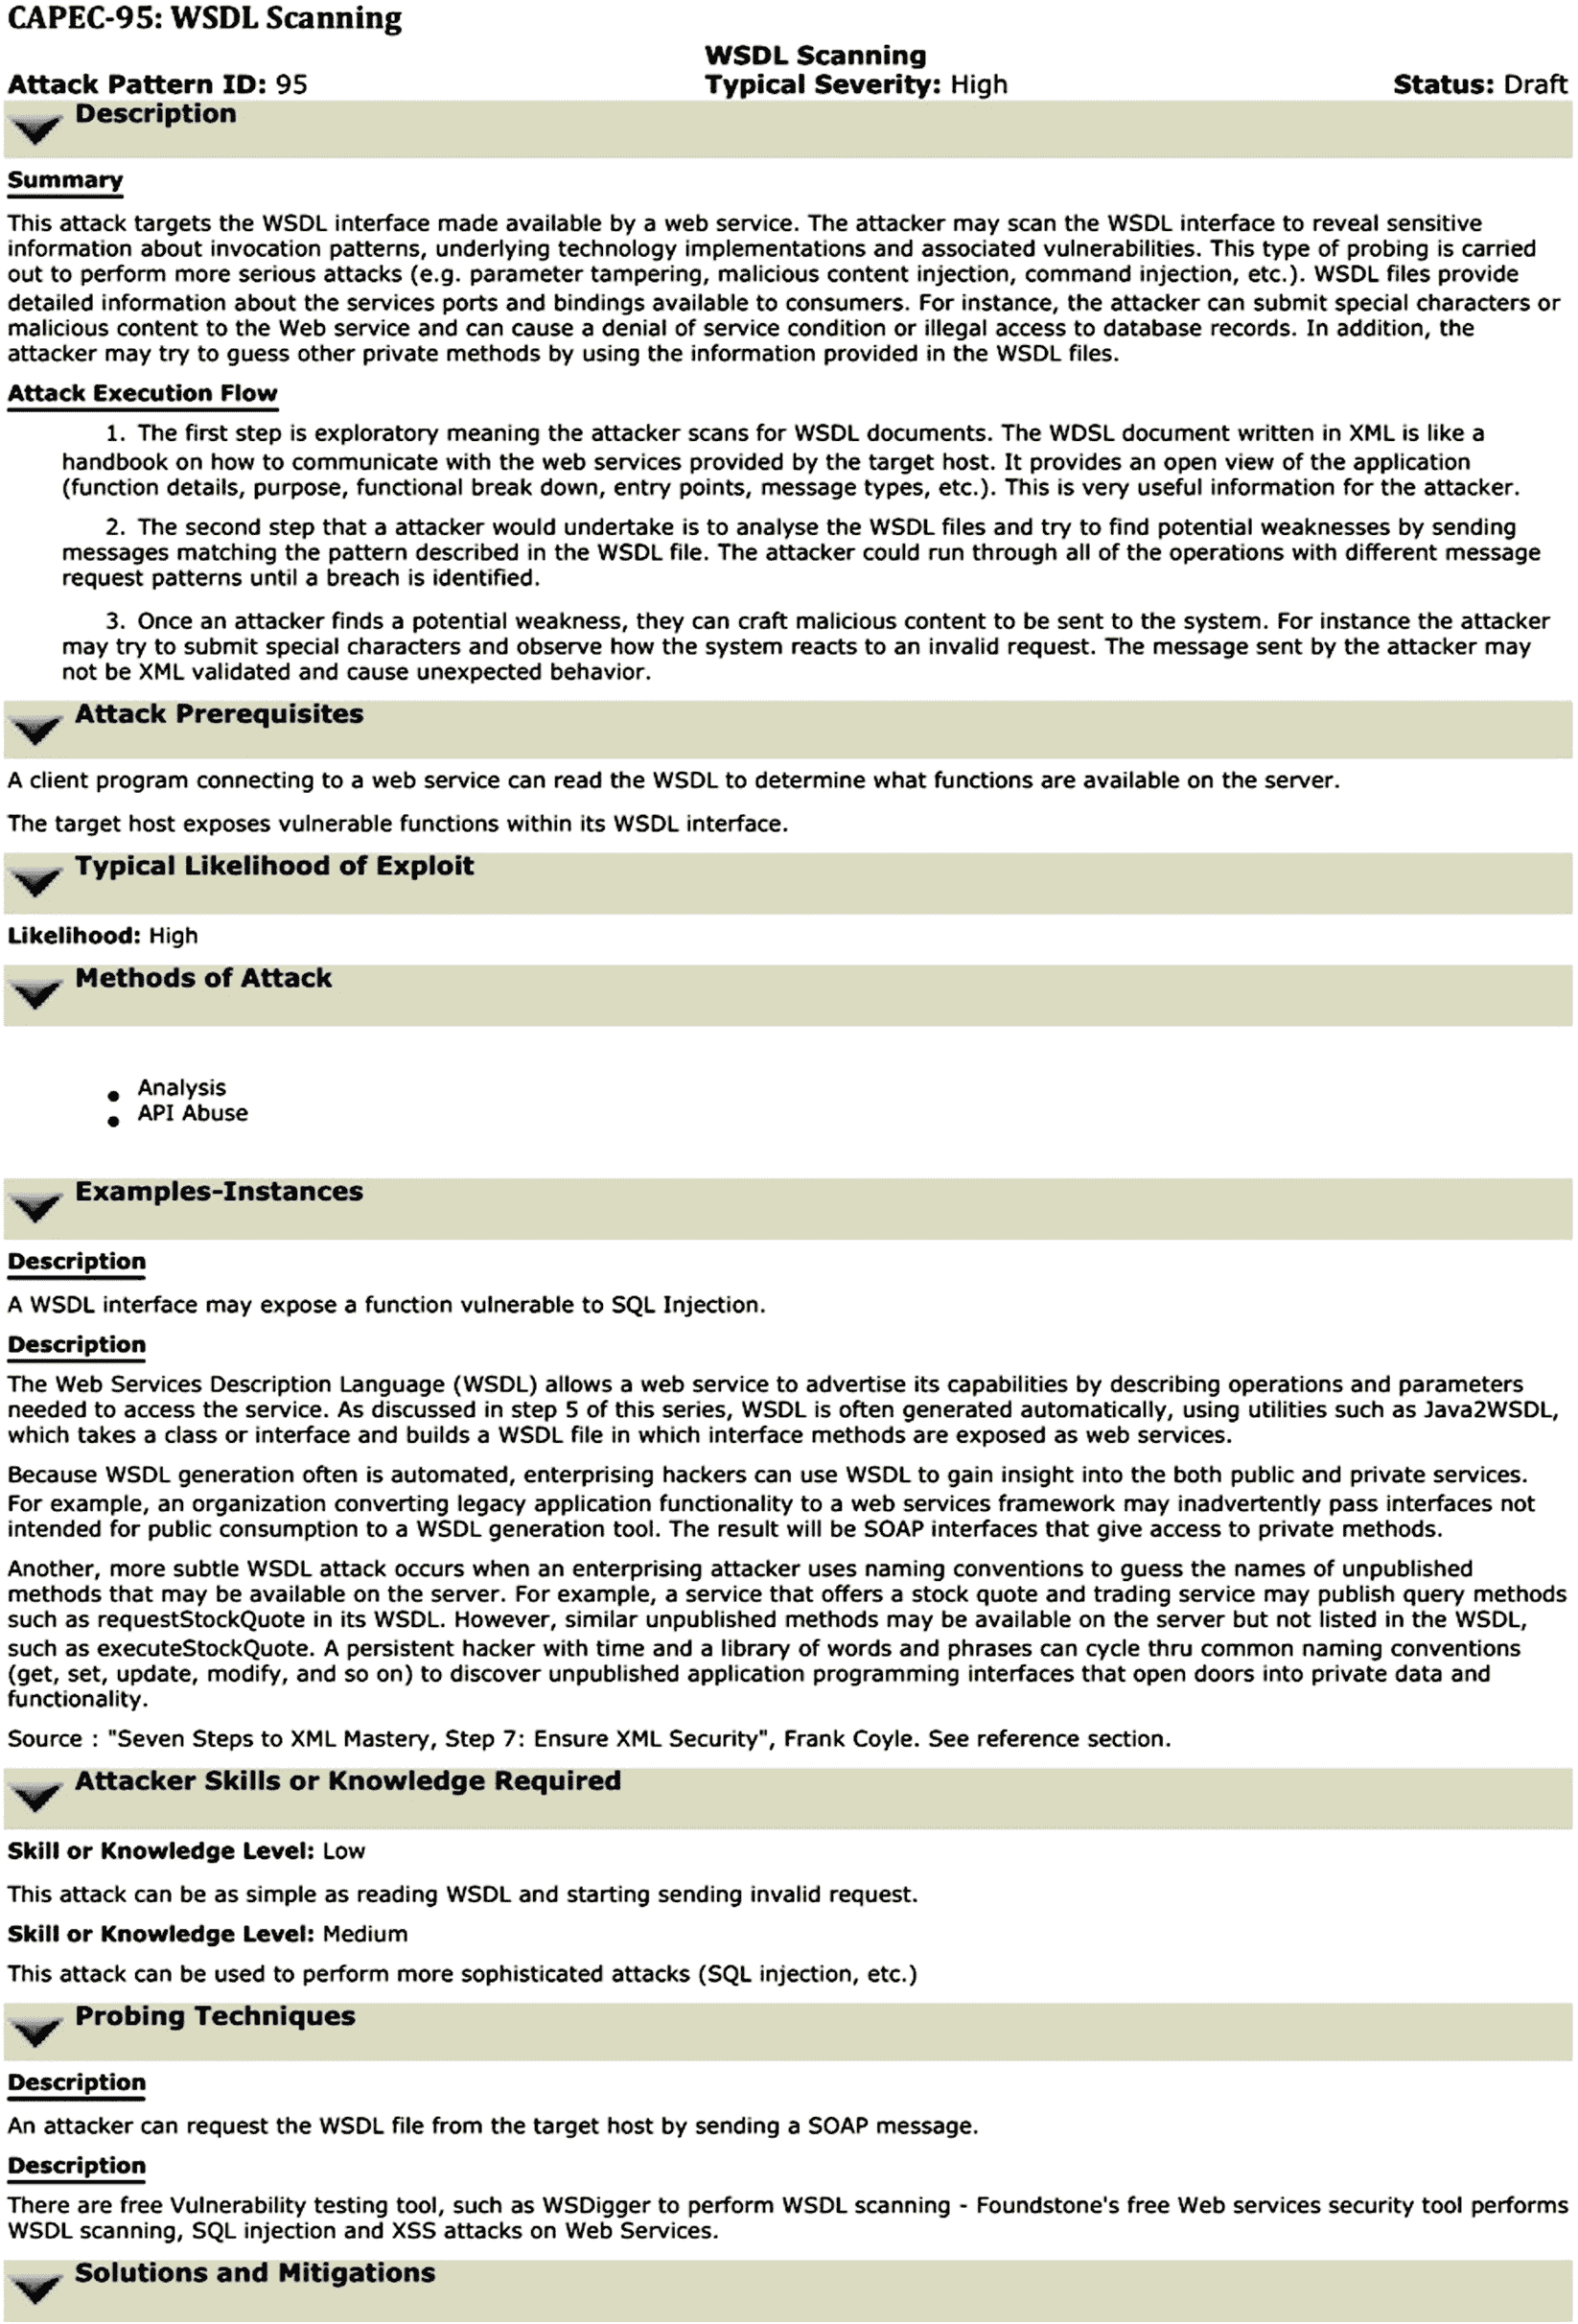 CAPEC-95: WSDL Scanning
WSDL Scanning
Attack Pattern ID: 95 Typical Severity: High Status: Draft
Description
Summary
This attack targets the WSDL interface made available by a web service. The attacker may scan the WSDL interface to reveal sensitive
information about invocation patterns, underlying technology implementations and associated vulnerabilities. This type of probing is carried
out to perform more serious attacks (e.g. parameter tampering, malicious content injection, command injection, etc.). WSDL files provide
detailed information about the services ports and bindings available to consumers. For instance, the attacker can submit special characters or
malicious content to the Web service and can cause a denial of service condition or illegal access to database records. In addition, the
attacker may try to guess other private methods by using the information provided in the WSDL files.
Attack Execution Flow
1. The first step is exploratory meaning the attacker scans for WSDL documents. The WDSL document written in XML is like a
handbook on how to communicate with the web services provided by the target host. It provides an open view of the application
(function details, purpose, functional break down, entry points, message types, etc.). This is very useful information for the attacker.
2. The second step that a attacker would undertake is to analyse the WSDL files and try to find potential weaknesses by sending
messages matching the pattern described in the WSDL file. The attacker could run through all of the operations with different message
request patterns until a breach is identified.
3. Once an attacker finds a potential weakness, they can craft malicious content to be sent to the system. For instance the attacker
may try to submit special characters and observe how the system reacts to an invalid request. The message sent by the attacker may
not be XML validated and cause unexpected behavior.
Attack Prerequisites
A client program connecting to a web service can read the WSDL to determine what functions are available on the server.
The target host exposes vulnerable functions within its WSDL interface.
Typical Likelihood of Exploit
Likelihood: High
Methods of Attack
• Analysis
• API Abuse
Examples-Instances
Description
A WSDL interface may expose a function vulnerable to SQL Injection.
Description
The Web Services Description Language (WSDL) allows a web service to advertise its capabilities by describing operations and parameters
needed to access the service. As discussed in step 5 of this series, WSDL is often generated automatically, using utilities such as Java2WSDL,
which takes a class or interface and builds a WSDL file in which interface methods are exposed as web services.
Because WSDL generation often is automated, enterprising hackers can use WSDL to gain insight into the both public and private services.
For example, an organization converting legacy application functionality to a web services framework may inadvertently pass interfaces not
intended for public consumption to a WSDL generation tool. The result will be SOAP interfaces that give access to private methods.
Another, more subtle WSDL attack occurs when an enterprising attacker uses naming conventions to guess the names of unpublished
methods that may be available on the server. For example, a service that offers a stock quote and trading service may publish query methods
such as requestStockQuote in its WSDL. However, similar unpublished methods may be available on the server but not listed in the WSDL,
such as executeStockQuote. A persistent hacker with time and a library of words and phrases can cycle thru common naming conventions
(get, set, update, modify, and so on) to discover unpublished application programming interfaces that open doors into private data and
functionality.
Source : "Seven Steps to XML Mastery, Step 7: Ensure XML Security", Frank Coyle. See reference section.
Attacker Skills or Knowledge Required
Skill or Knowledge Level: Low
This attack can be as simple as reading WSDL and starting sending invalid request.
Skill or Knowledge Level: Medium
This attack can be used to perform more sophisticated attacks (SQL injection, etc.)
Probing Techniques
Description
An attacker can request the WSDL file from the target host by sending a SOAP message.
Description
There are free Vulnerability testing tool, such as WSDigger to perform WSDL scanning - Foundstone's free Web services security tool performs
WSDL scanning, SQL injection and XSS attacks on Web Services.
Solutions and Mitigations